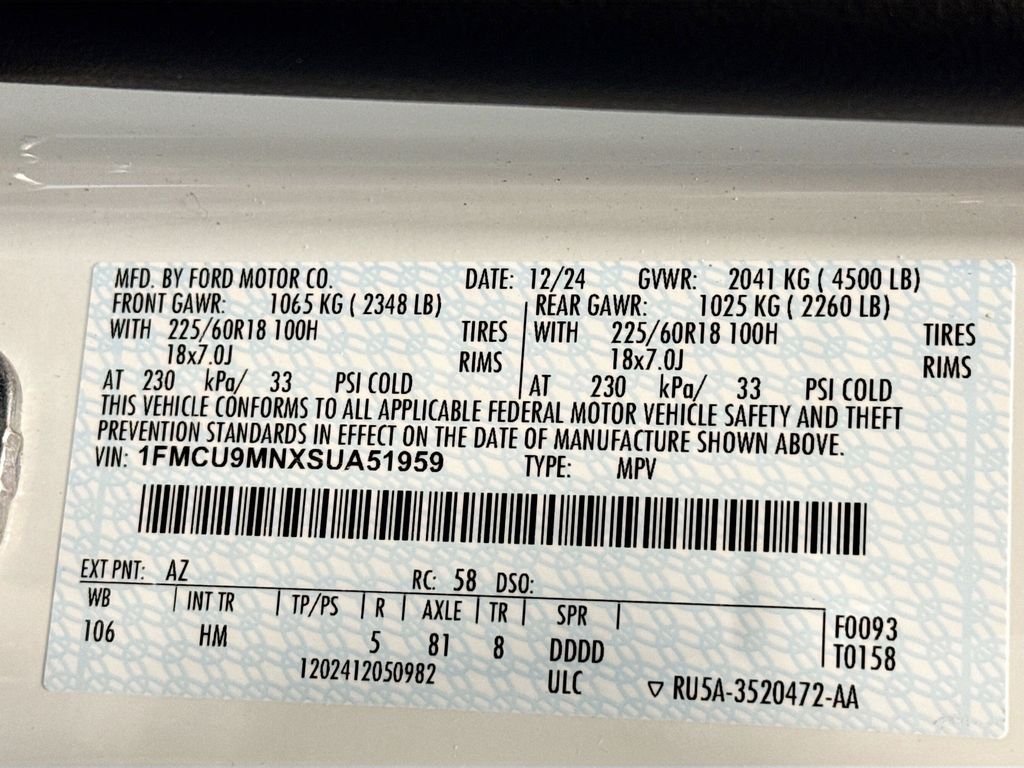 MFD. BY FORD MOTOR CO. DATE: 12/24 GVWR: 2041 KG ( 4500 LB)
FRONT GAWR: 1065 KG ( 2348 LB) REAR GAWR: 1025 KG ( 2260 LB)
WITH 225/60R18 100H TIRES WITH 225/60R18 100H TIRES
18x7.0J RIMS 18x7.0J RIMS
AT 230 kPa/ 33 PSI COLD AT 230 kPa/ 33 PSI COLD
THIS VEHICLE CONFORMS TO ALL APPLICABLE FEDERAL MOTOR VEHICLE SAFETY AND THEFT
PREVENTION STANDARDS IN EFFECT ON THE DATE OF MANUFACTURE SHOWN ABOVE.
VIN: 1FMCU9MNXSUA51959 TYPE: MPV
EXT PNT: AZ RC: 58 DSO:
WB INT TR TP/PS R AXLE TR SPR F0093
106 HM 5 81 8 DDDD T0158
1202412050982 ULC ▽ RU5A-3520472-AA